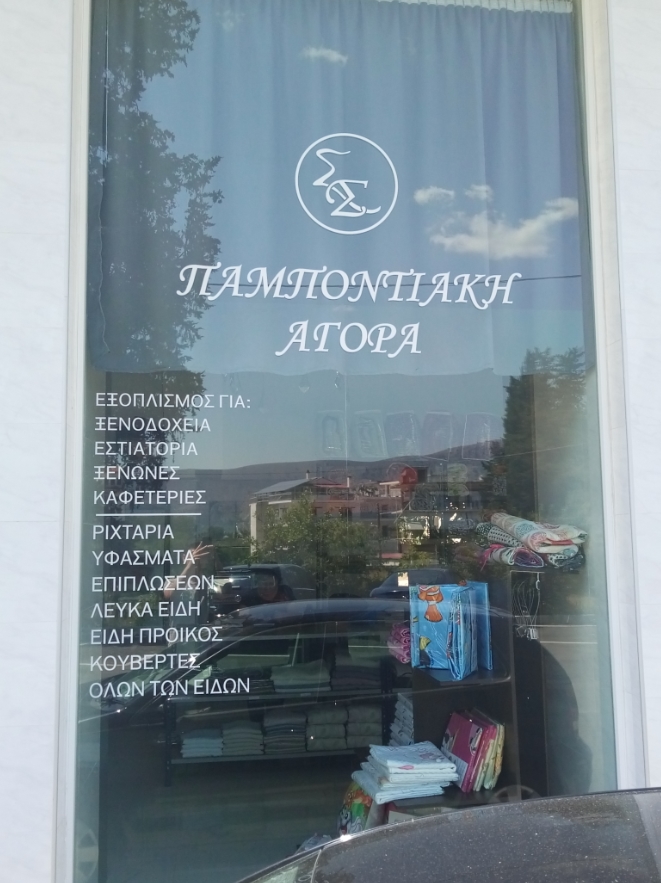 ΣΣ
ΠΑΜΠΟΝΤΙΑΚΗ
ΑΓΟΡΑ
ΕΞΟΠΛΙΣΜΟΣ ΓΙΑ:
ΞΕΝΟΔΟΧΕΙΑ
ΕΣΤΙΑΤΟΡΙΑ
ΞΕΝΩΝΕΣ
ΚΑΦΕΤΕΡΙΕΣ
ΡΙΧΤΑΡΙΑ
ΥΦΑΣΜΑΤΑ
ΕΠΙΠΛΩΣΕΩΝ
ΛΕΥΚΑ ΕΙΔΗ
ΕΙΔΗ ΠΡΟΙΚΟΣ
ΚΟΥΒΕΡΤΕΣ
ΟΛΩΝ ΤΩΝ ΕΙΔΩΝ